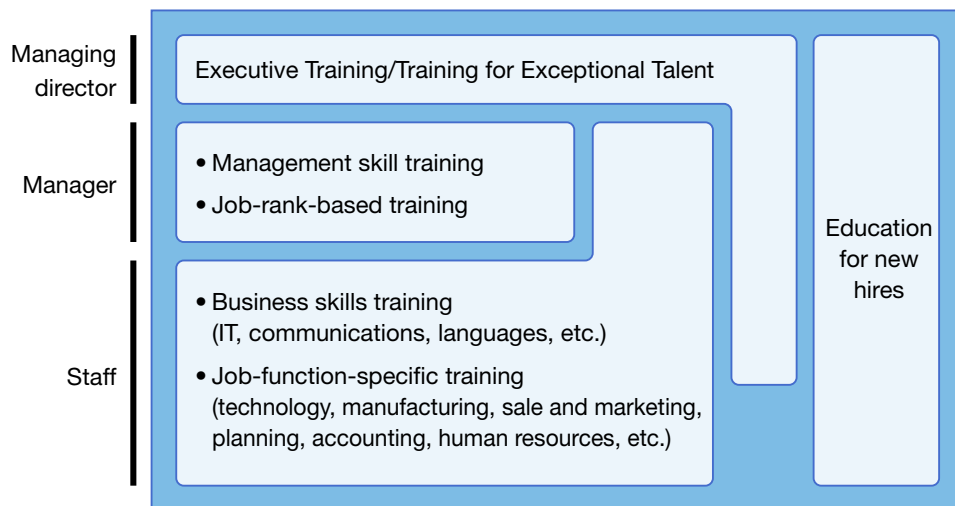 Managing
director
Executive Training/Training for Exceptional Talent
Manager
• Management skill training
• Job-rank-based training
Staff
• Business skills training
(IT, communications, languages, etc.)
• Job-function-specific training
(technology, manufacturing, sale and marketing,
planning, accounting, human resources, etc.)
Education
for new
hires